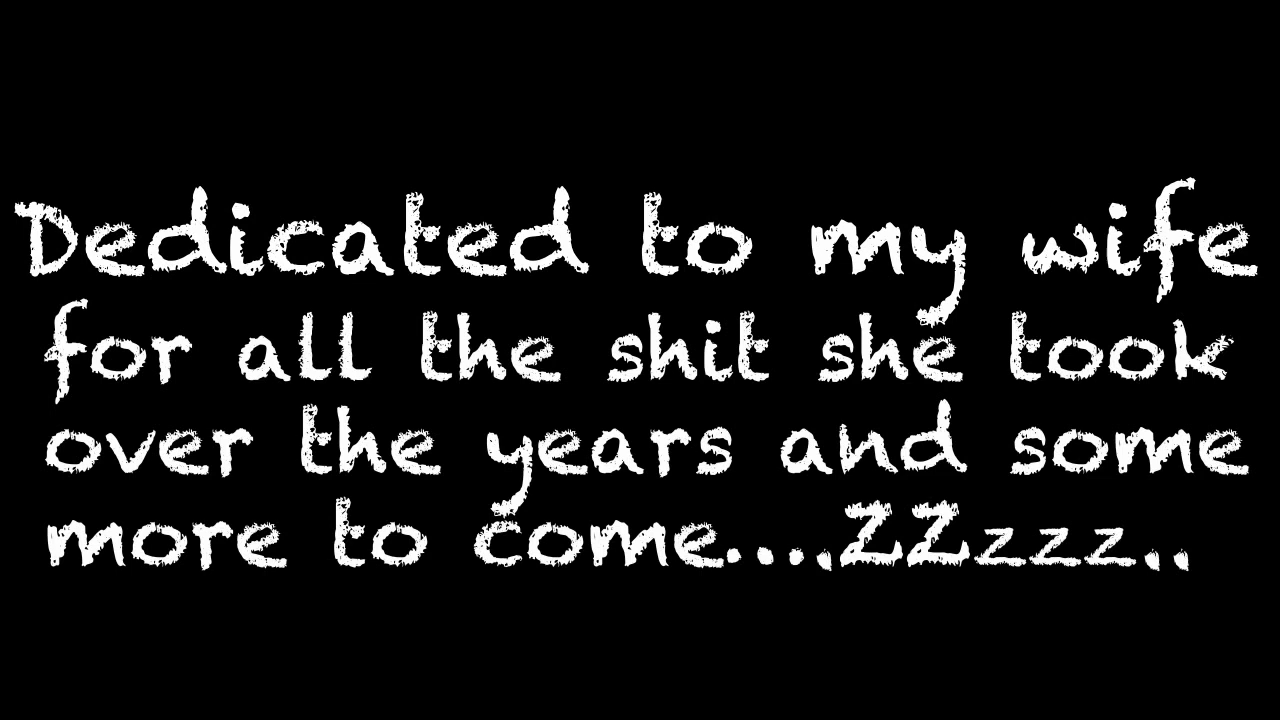 Dedicated to my wife
for all the shit she took
over the years and some
more to come....ZZzzz..